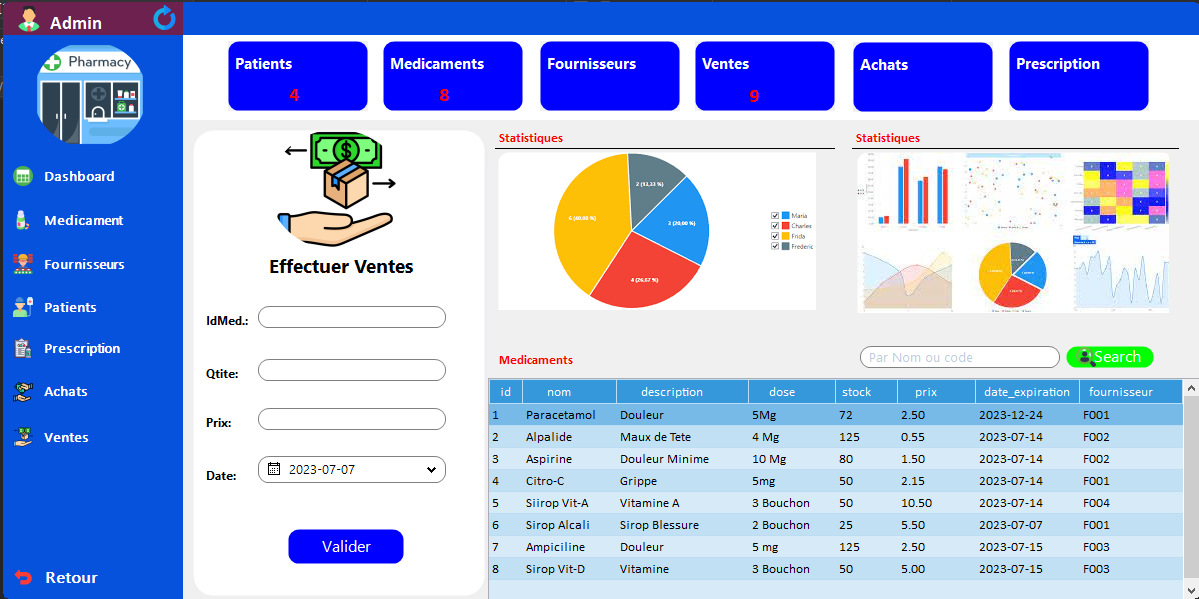 Admin
Pharmacy
Dashboard
Medicament
Fournisseurs
Patients
Prescription
Achats
Ventes
Retour
Patients
4
Medicaments
8
Fournisseurs
Ventes
9
Achats
Prescription
Effectuer Ventes
IdMed.:
Qtite:
Prix:
Date: 2023-07-07
Valider
Statistiques
2 (13,33 %)
3 (20,00 %)
4 (26,67 %)
6 (40,00 %)
Maria
Charles
Frida
Frederic
Statistiques
Medicaments
Par Nom ou code
Search
id nom description dose stock prix date_expiration fournisseur
1 Paracetamol Douleur 5Mg 72 2.50 2023-12-24 F001
2 Alpalide Maux de Tete 4 Mg 125 0.55 2023-07-14 F002
3 Aspirine Douleur Minime 10 Mg 80 1.50 2023-07-14 F002
4 Citro-C Grippe 5mg 50 2.15 2023-07-14 F001
5 Siirop Vit-A Vitamine A 3 Bouchon 50 10.50 2023-07-14 F004
6 Sirop Alcali Sirop Blessure 2 Bouchon 25 5.50 2023-07-07 F001
7 Ampiciline Douleur 5 mg 125 2.50 2023-07-15 F003
8 Sirop Vit-D Vitamine 3 Bouchon 50 5.00 2023-07-15 F003